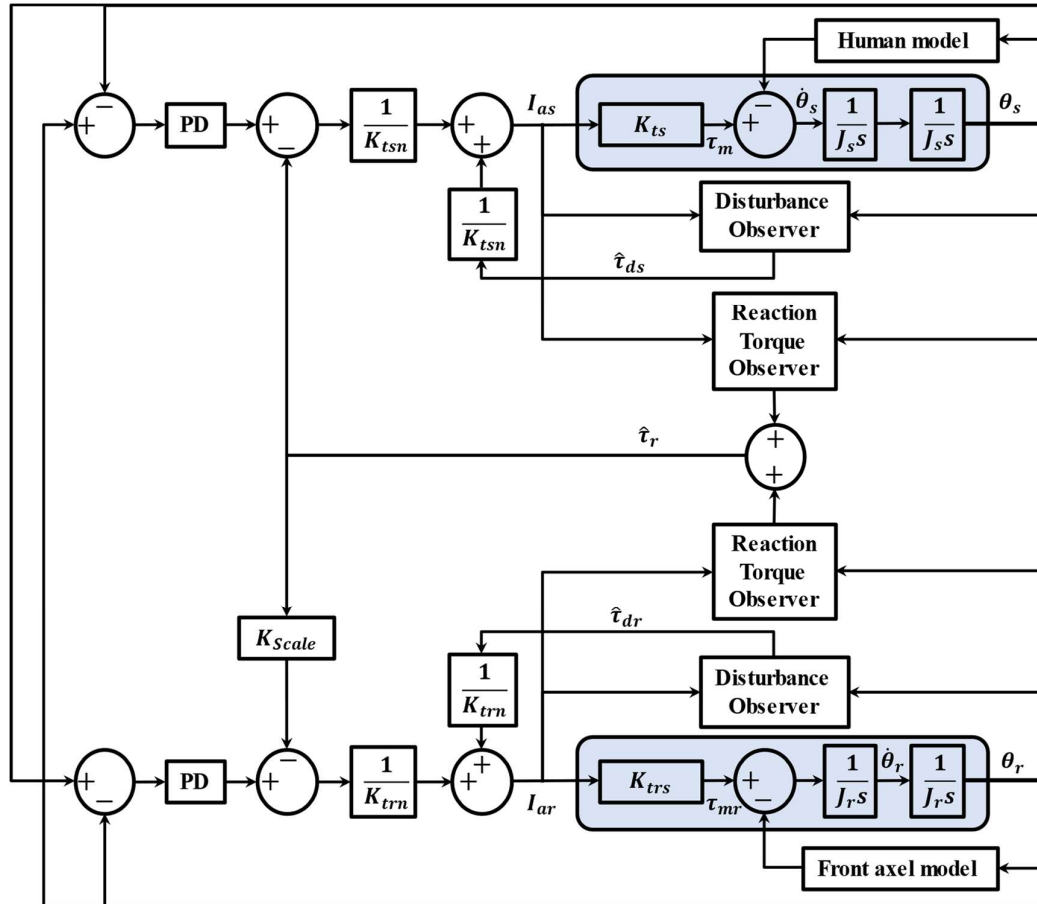 Human model
−
+
PD
+
−
1
K_tsn
+
+
I_as
K_ts
τ_m
−
+
θ̇_s
1
J_s s
1
J_s s
θ_s
1
K_tsn
Disturbance
Observer
τ̂_ds
Reaction
Torque
Observer
τ̂_r
+
+
Reaction
Torque
Observer
K_Scale
τ̂_dr
1
K_trn
Disturbance
Observer
+
−
PD
−
+
1
K_trn
+
+
I_ar
K_trs
τ_mr
+
−
1
J_r s
θ̇_r
1
J_r s
θ_r
Front axel model